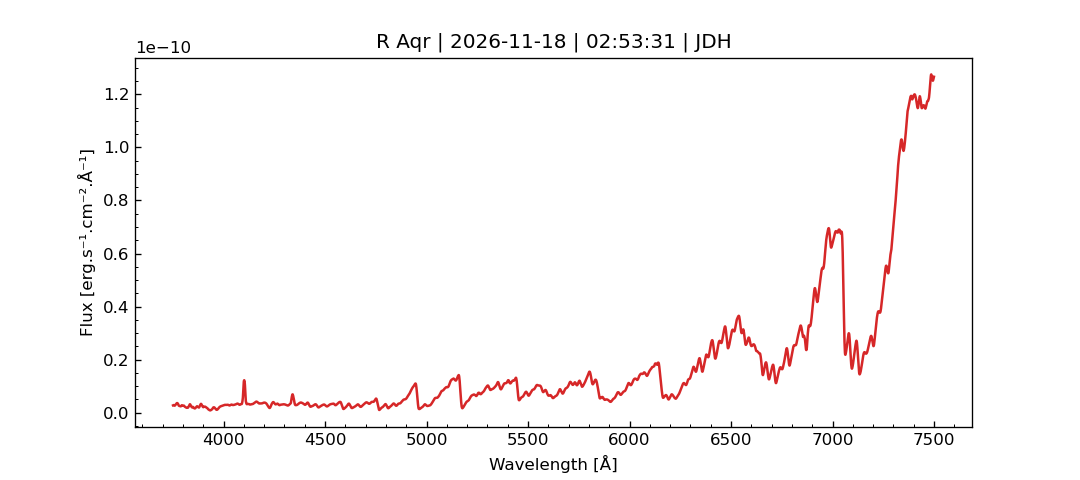 R Aqr | 2026-11-18 | 02:53:31 | JDH
1e−10
1.2
1.0
0.8
0.6
0.4
0.2
0.0
Flux [erg.s⁻¹.cm⁻².Å⁻¹]
4000 4500 5000 5500 6000 6500 7000 7500
Wavelength [Å]